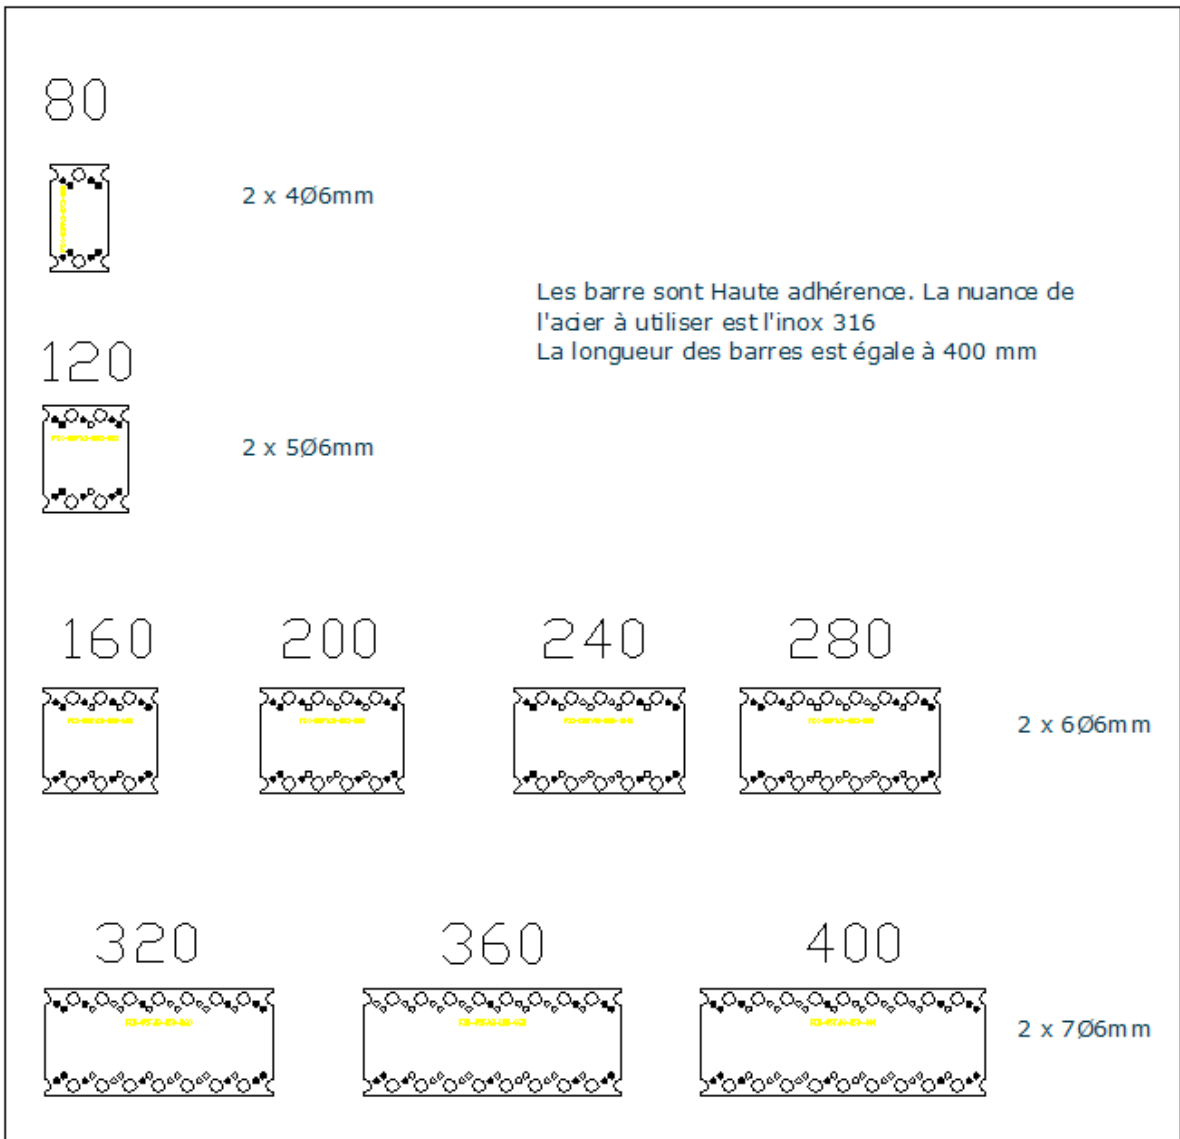 80
2 x 4Ø6mm
Les barre sont Haute adhérence. La nuance de
l'acier à utiliser est l'inox 316
La longueur des barres est égale à 400 mm
120
2 x 5Ø6mm
160 200 240 280
2 x 6Ø6mm
320 360 400
2 x 7Ø6mm